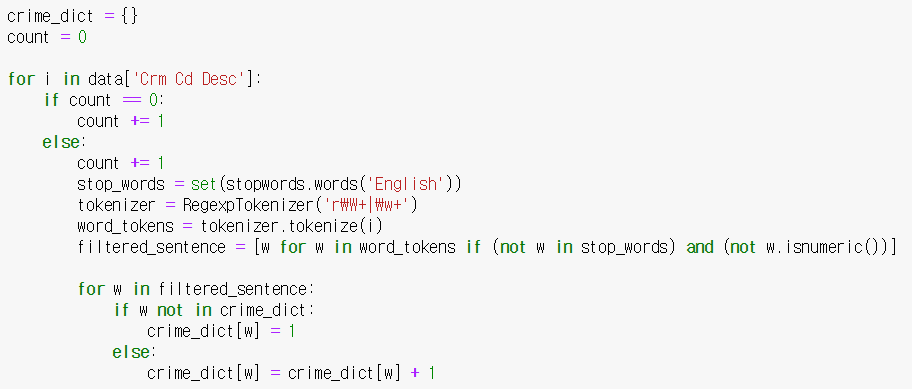 crime_dict = {}
count = 0
for i in data['Crm Cd Desc']:
    if count == 0:
        count += 1
    else:
        count += 1
        stop_words = set(stopwords.words('English'))
        tokenizer = RegexpTokenizer('r₩W+|₩w+')
        word_tokens = tokenizer.tokenize(i)
        filtered_sentence = [w for w in word_tokens if (not w in stop_words) and (not w.isnumeric())]
        for w in filtered_sentence:
            if w not in crime_dict:
                crime_dict[w] = 1
            else:
                crime_dict[w] = crime_dict[w] + 1